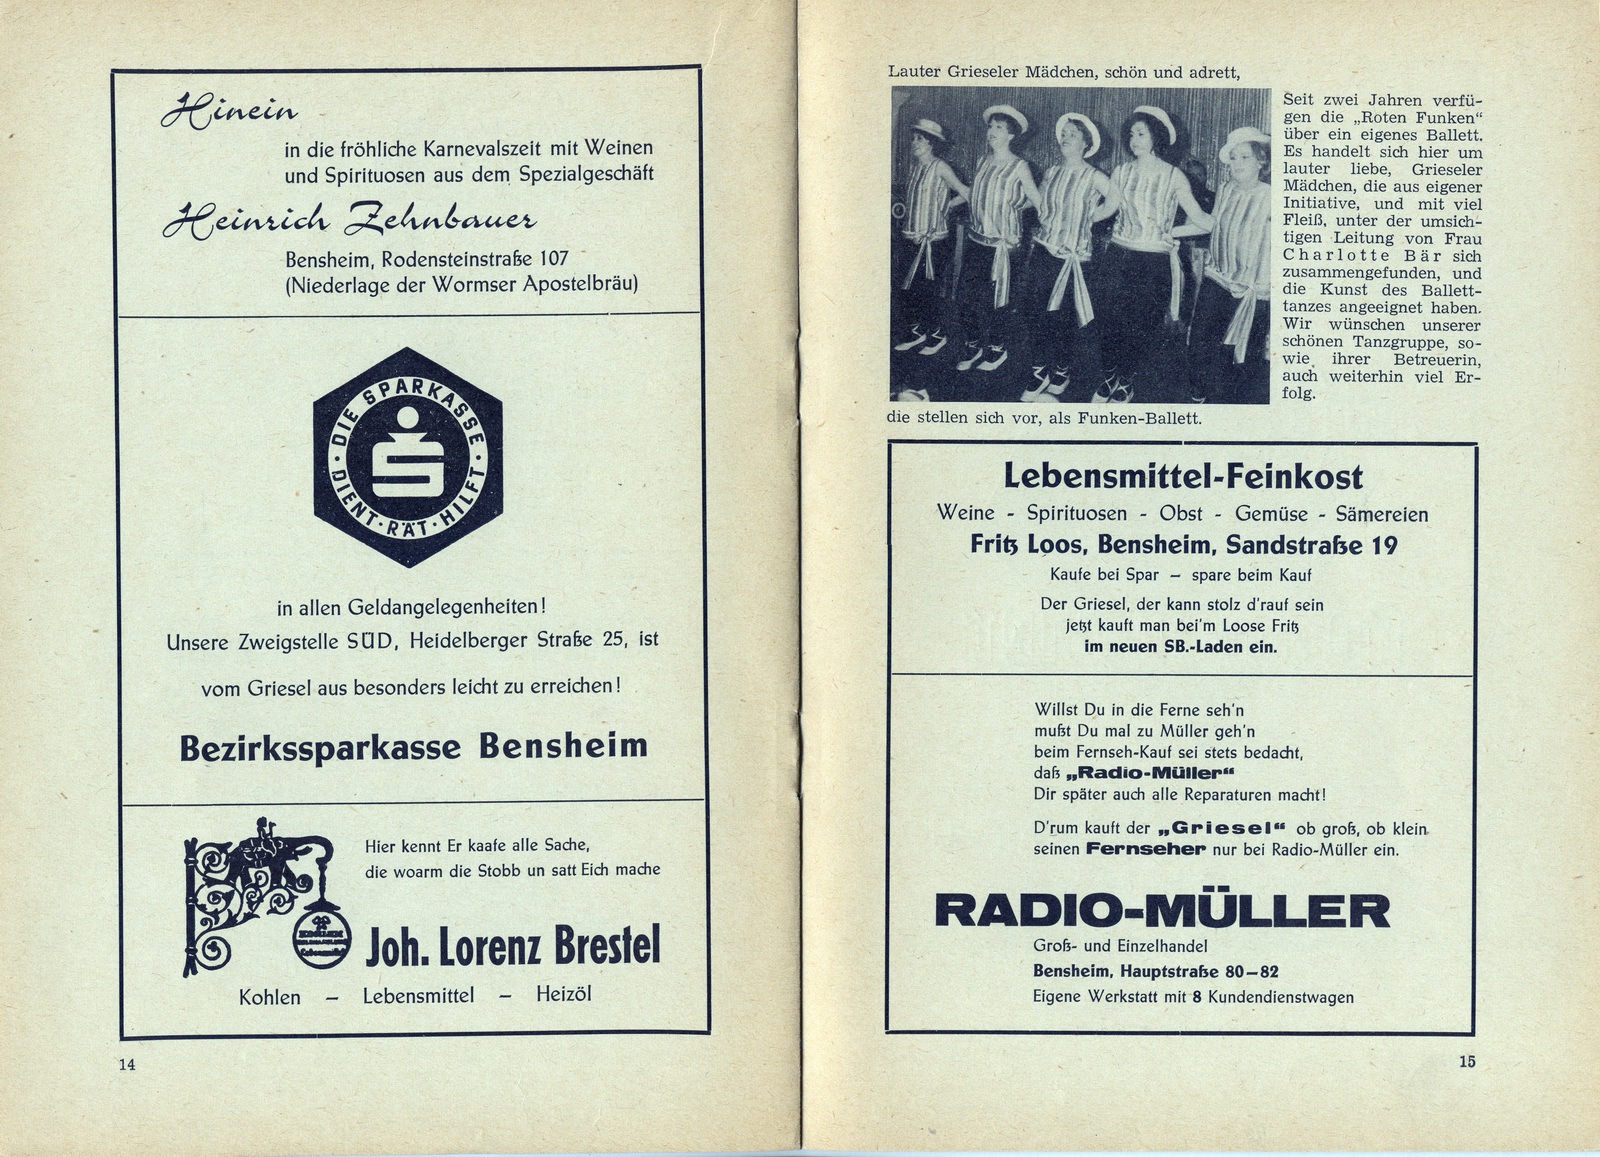 Hinein
in die fröhliche Karnevalszeit mit Weinen
und Spirituosen aus dem Spezialgeschäft
Heinrich Zehnbauer
Bensheim, Rodensteinstraße 107
(Niederlage der Wormser Apostelbräu)
DIE SPARKASSE
· DIENT · RÄT · HILFT ·
in allen Geldangelegenheiten!
Unsere Zweigstelle SÜD, Heidelberger Straße 25, ist
vom Griesel aus besonders leicht zu erreichen!
Bezirkssparkasse Bensheim
Hier kennt Er kaafe alle Sache,
die woarm die Stobb un satt Eich mache
Joh. Lorenz Brestel
Kohlen – Lebensmittel – Heizöl
14
Lauter Grieseler Mädchen, schön und adrett,
die stellen sich vor, als Funken-Ballett.
Seit zwei Jahren verfü-
gen die „Roten Funken“
über ein eigenes Ballett.
Es handelt sich hier um
lauter liebe, Grieseler
Mädchen, die aus eigener
Initiative, und mit viel
Fleiß, unter der umsich-
tigen Leitung von Frau
Charlotte Bär sich
zusammengefunden, und
die Kunst des Ballett-
tanzes angeeignet haben.
Wir wünschen unserer
schönen Tanzgruppe, so-
wie ihrer Betreuerin,
auch weiterhin viel Er-
folg.
Lebensmittel-Feinkost
Weine - Spirituosen - Obst - Gemüse - Sämereien
Fritz Loos, Bensheim, Sandstraße 19
Kaufe bei Spar – spare beim Kauf
Der Griesel, der kann stolz d'rauf sein
jetzt kauft man bei'm Loose Fritz
im neuen SB.-Laden ein.
Willst Du in die Ferne seh'n
mußt Du mal zu Müller geh'n
beim Fernseh-Kauf sei stets bedacht,
daß „Radio-Müller“
Dir später auch alle Reparaturen macht!
D'rum kauft der „Griesel“ ob groß, ob klein
seinen Fernseher nur bei Radio-Müller ein.
RADIO-MÜLLER
Groß- und Einzelhandel
Bensheim, Hauptstraße 80–82
Eigene Werkstatt mit 8 Kundendienstwagen
15